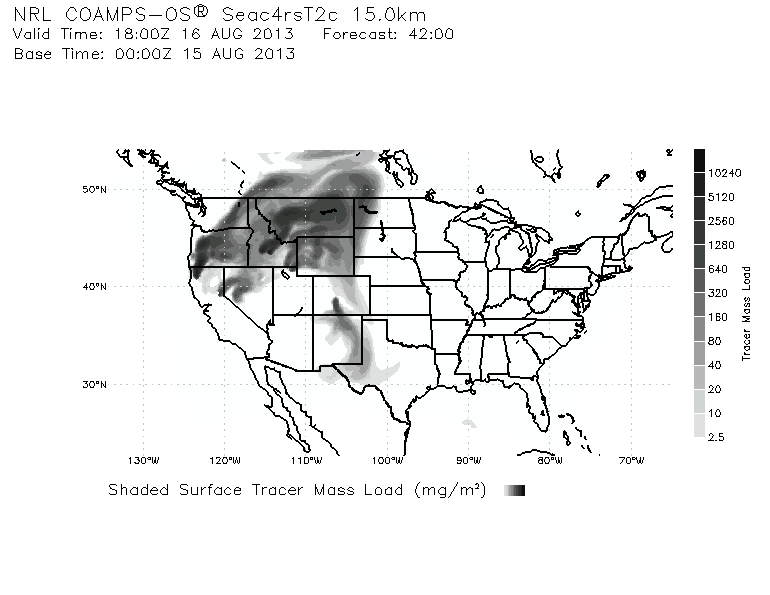 NRL COAMPS-OS® Seac4rsT2c 15.0km
Valid Time: 18:00Z 16 AUG 2013   Forecast: 42:00
Base Time: 00:00Z 15 AUG 2013
50°N
40°N
30°N
130°W 120°W 110°W 100°W 90°W 80°W 70°W
10240
5120
2560
1280
640
320
160
80
40
20
10
2.5
Tracer Mass Load
Shaded Surface Tracer Mass Load (mg/m²)